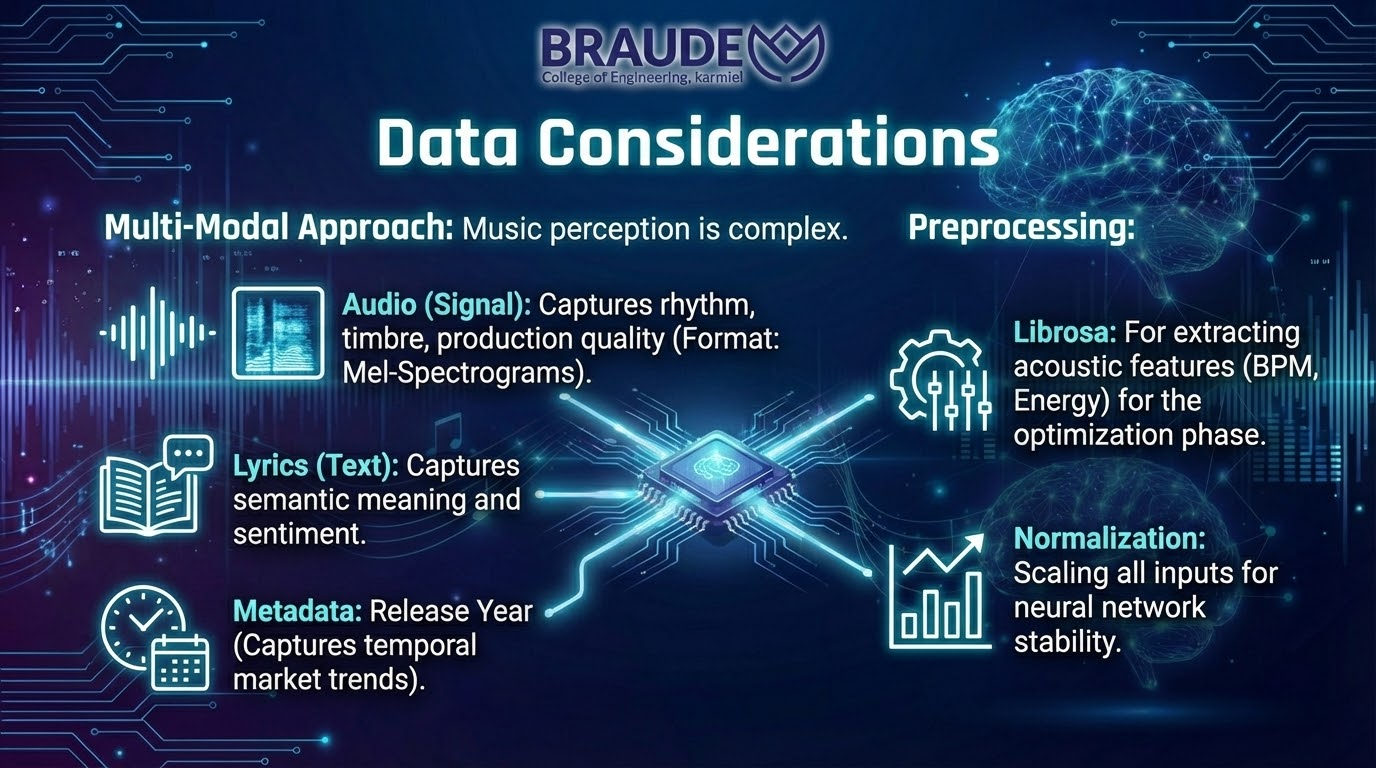 BRAUDE
College of Engineering, karmiel
Data Considerations
Multi-Modal Approach: Music perception is complex.
Audio (Signal): Captures rhythm,
timbre, production quality (Format:
Mel-Spectrograms).
Lyrics (Text): Captures
semantic meaning and
sentiment.
Metadata: Release Year
(Captures temporal
market trends).
Preprocessing:
Librosa: For extracting
acoustic features (BPM,
Energy) for the
optimization phase.
Normalization:
Scaling all inputs for
neural network
stability.